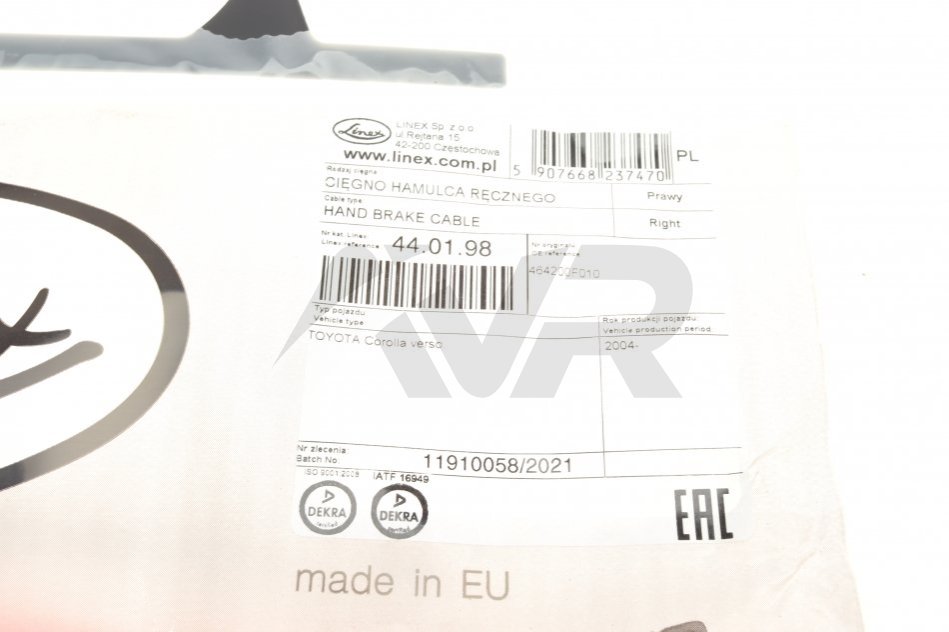 Linex
LINEX Sp. z o.o.
ul Rejtana 15
42-200 Częstochowa
www.linex.com.pl
5 907668 237470
PL
Rodzaj cięgna
CIĘGNO HAMULCA RĘCZNEGO
Prawy
Cable type
HAND BRAKE CABLE
Right
Nr kat. Linex
Linex reference
44.01.98
Nr oryginału
OE reference
464200F010
AVR
Typ pojazdu
Vehicle type
Rok produkcji pojazdu
Vehicle production period
TOYOTA Corolla verso
2004-
Nr zlecenia
Batch No.
11910058/2021
ISO 9001:2008
IATF 16949
DEKRA
DEKRA
EAC
made in EU